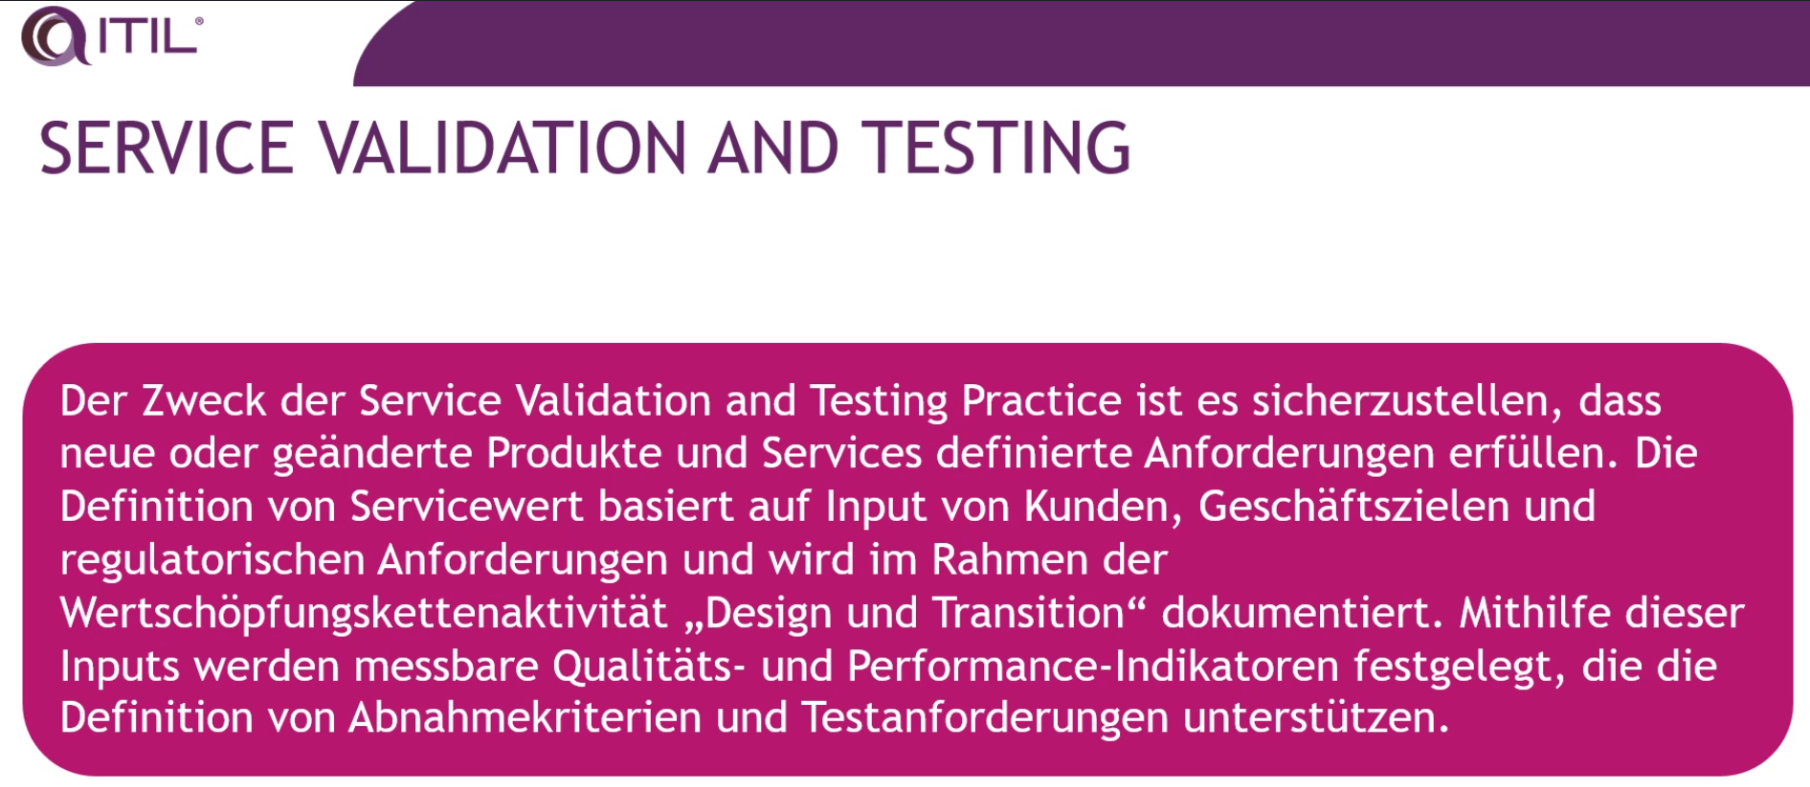 ITIL®
SERVICE VALIDATION AND TESTING
Der Zweck der Service Validation and Testing Practice ist es sicherzustellen, dass
neue oder geänderte Produkte und Services definierte Anforderungen erfüllen. Die
Definition von Servicewert basiert auf Input von Kunden, Geschäftszielen und
regulatorischen Anforderungen und wird im Rahmen der
Wertschöpfungskettenaktivität „Design und Transition“ dokumentiert. Mithilfe dieser
Inputs werden messbare Qualitäts- und Performance-Indikatoren festgelegt, die die
Definition von Abnahmekriterien und Testanforderungen unterstützen.